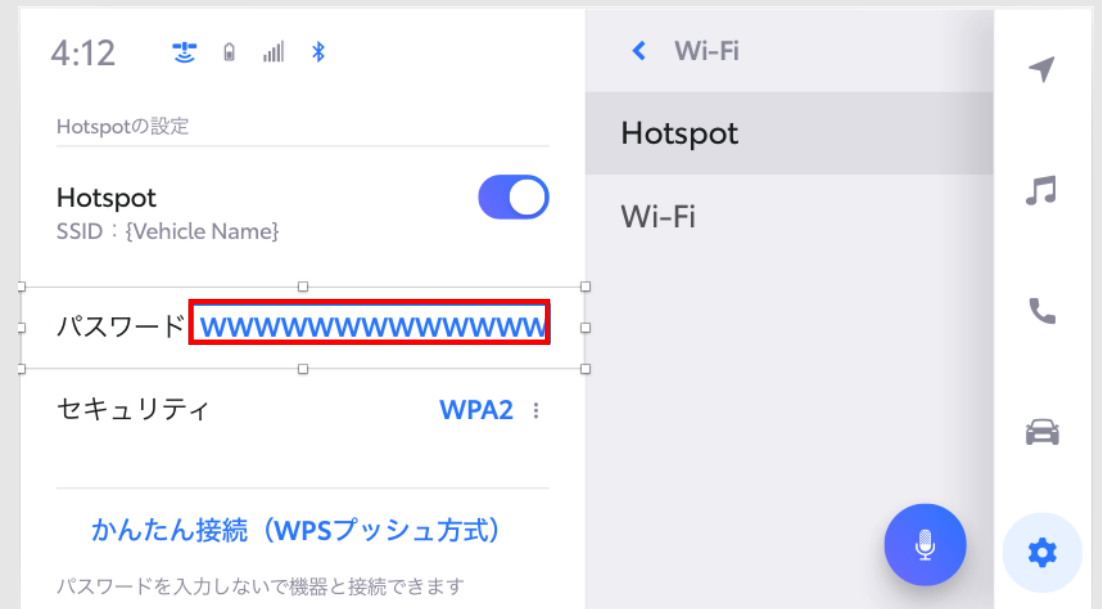 4:12
Hotspotの設定
Hotspot
SSID：{Vehicle Name}
パスワード WWWWWWWWWWWWW
セキュリティ WPA2
かんたん接続（WPSプッシュ方式）
パスワードを入力しないで機器と接続できます
Wi-Fi
Hotspot
Wi-Fi